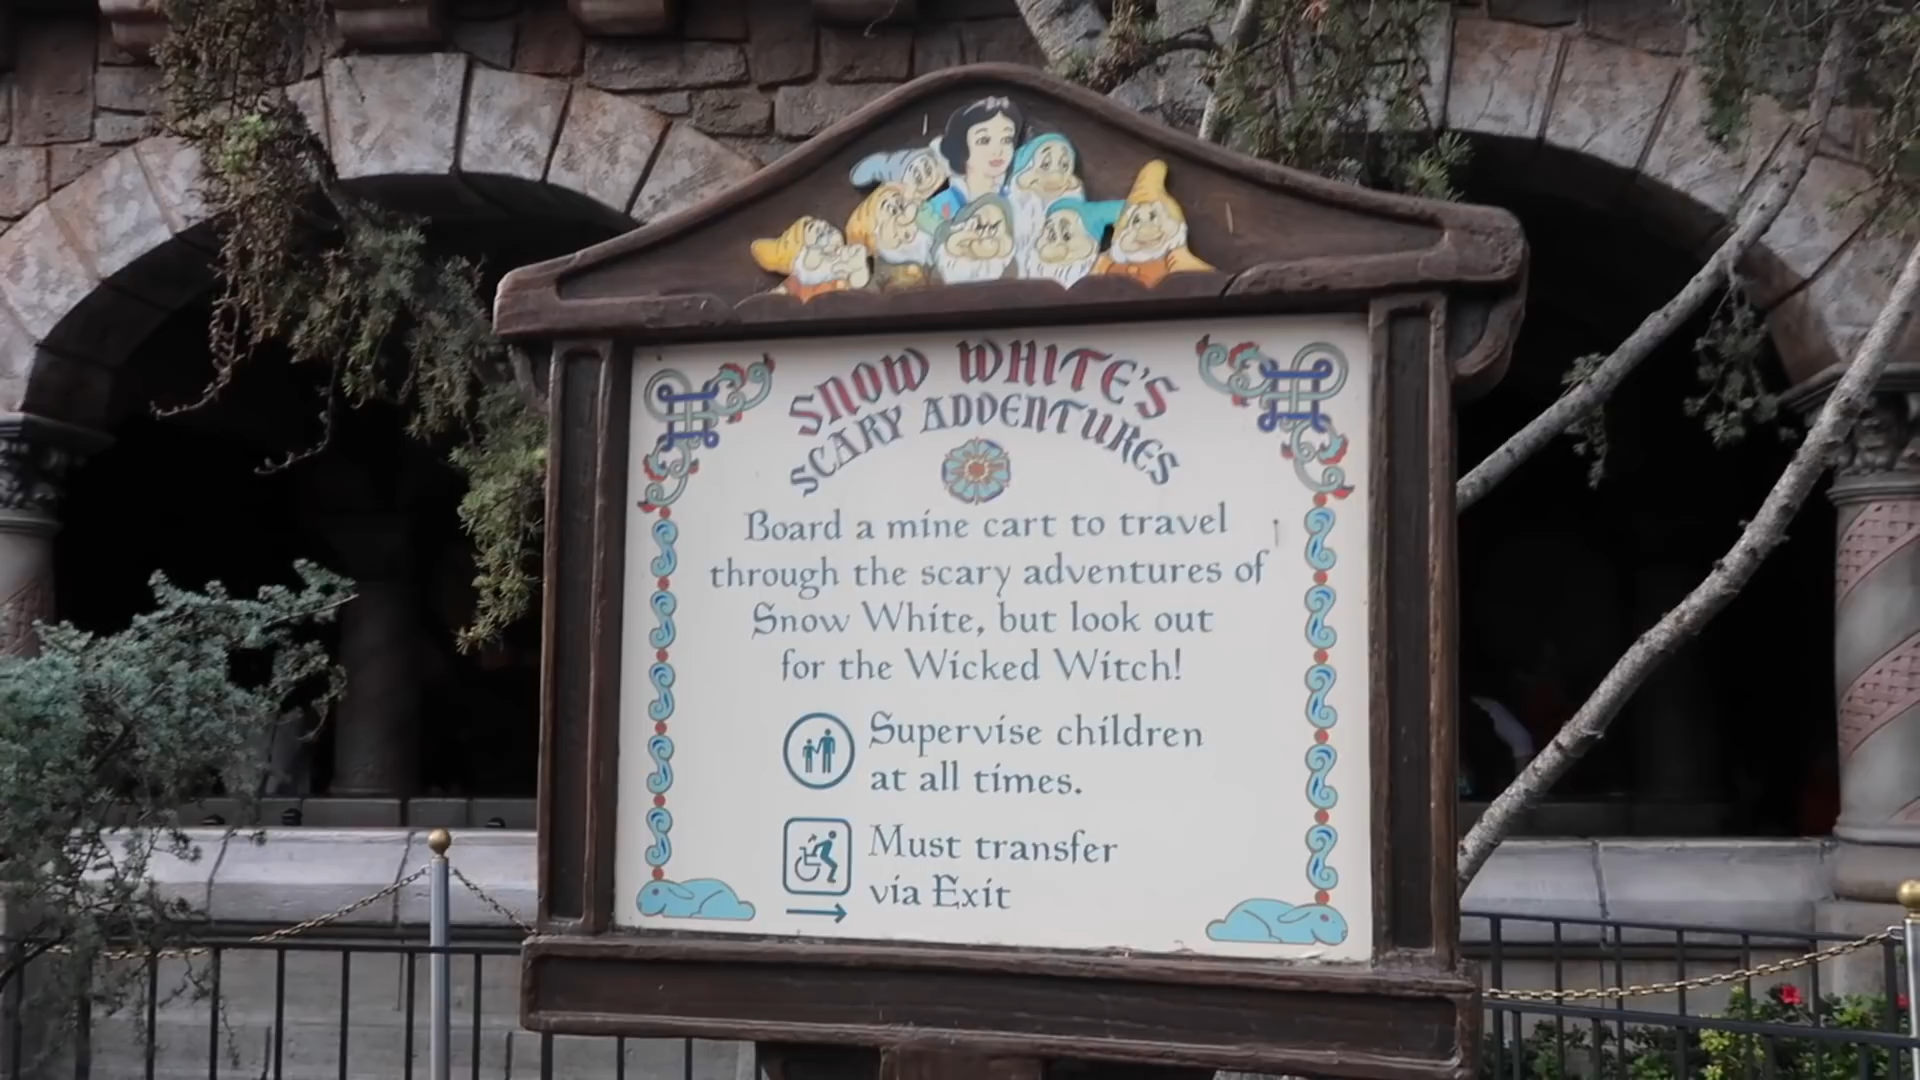 SNOW WHITE'S
SCARY ADVENTURES
Board a mine cart to travel
through the scary adventures of
Snow White, but look out
for the Wicked Witch!
Supervise children
at all times.
Must transfer
via Exit